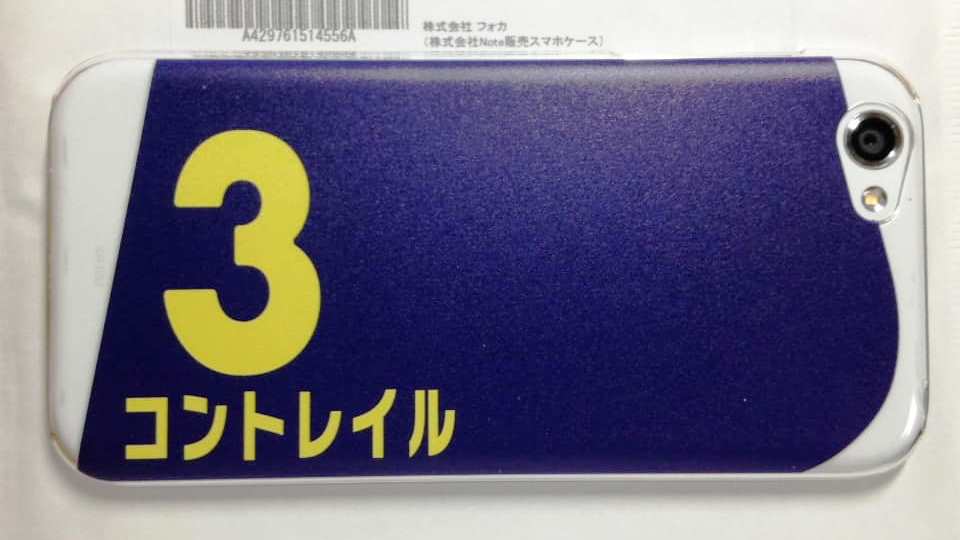 A429761514556A
株式会社 フォカ
(株式会社Note販売スマホケース)
3
コントレイル